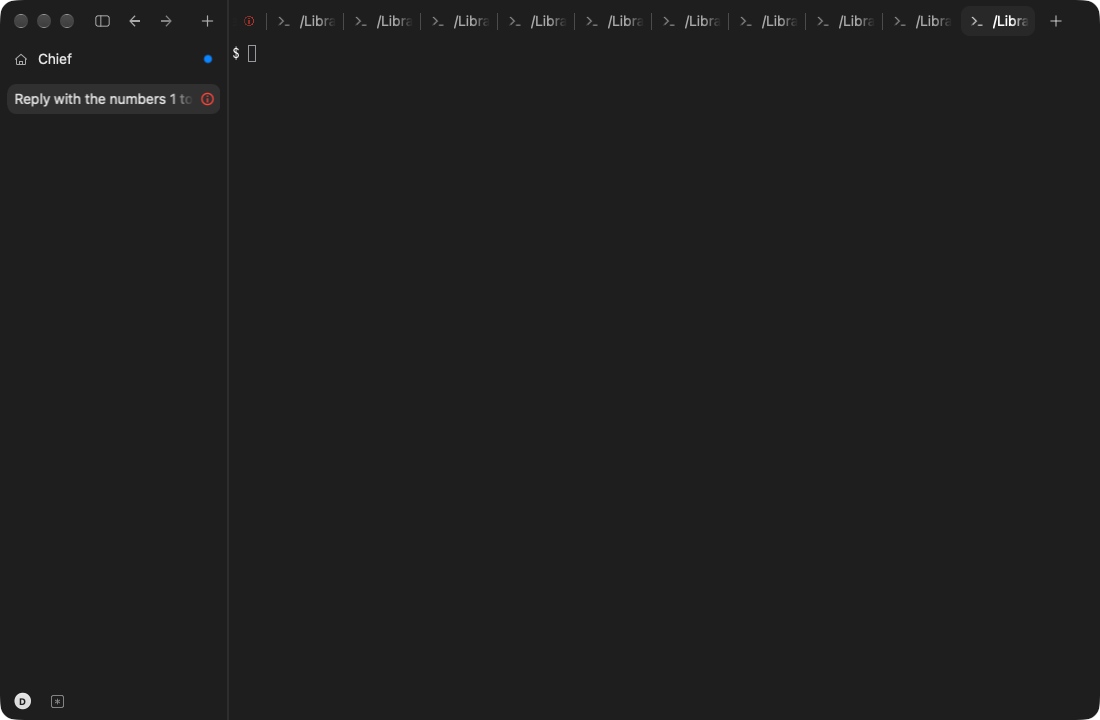 /Libra /Libra /Libra /Libra /Libra /Libra /Libra /Libra /Libra /Libra
Chief
$
Reply with the numbers 1 to
D